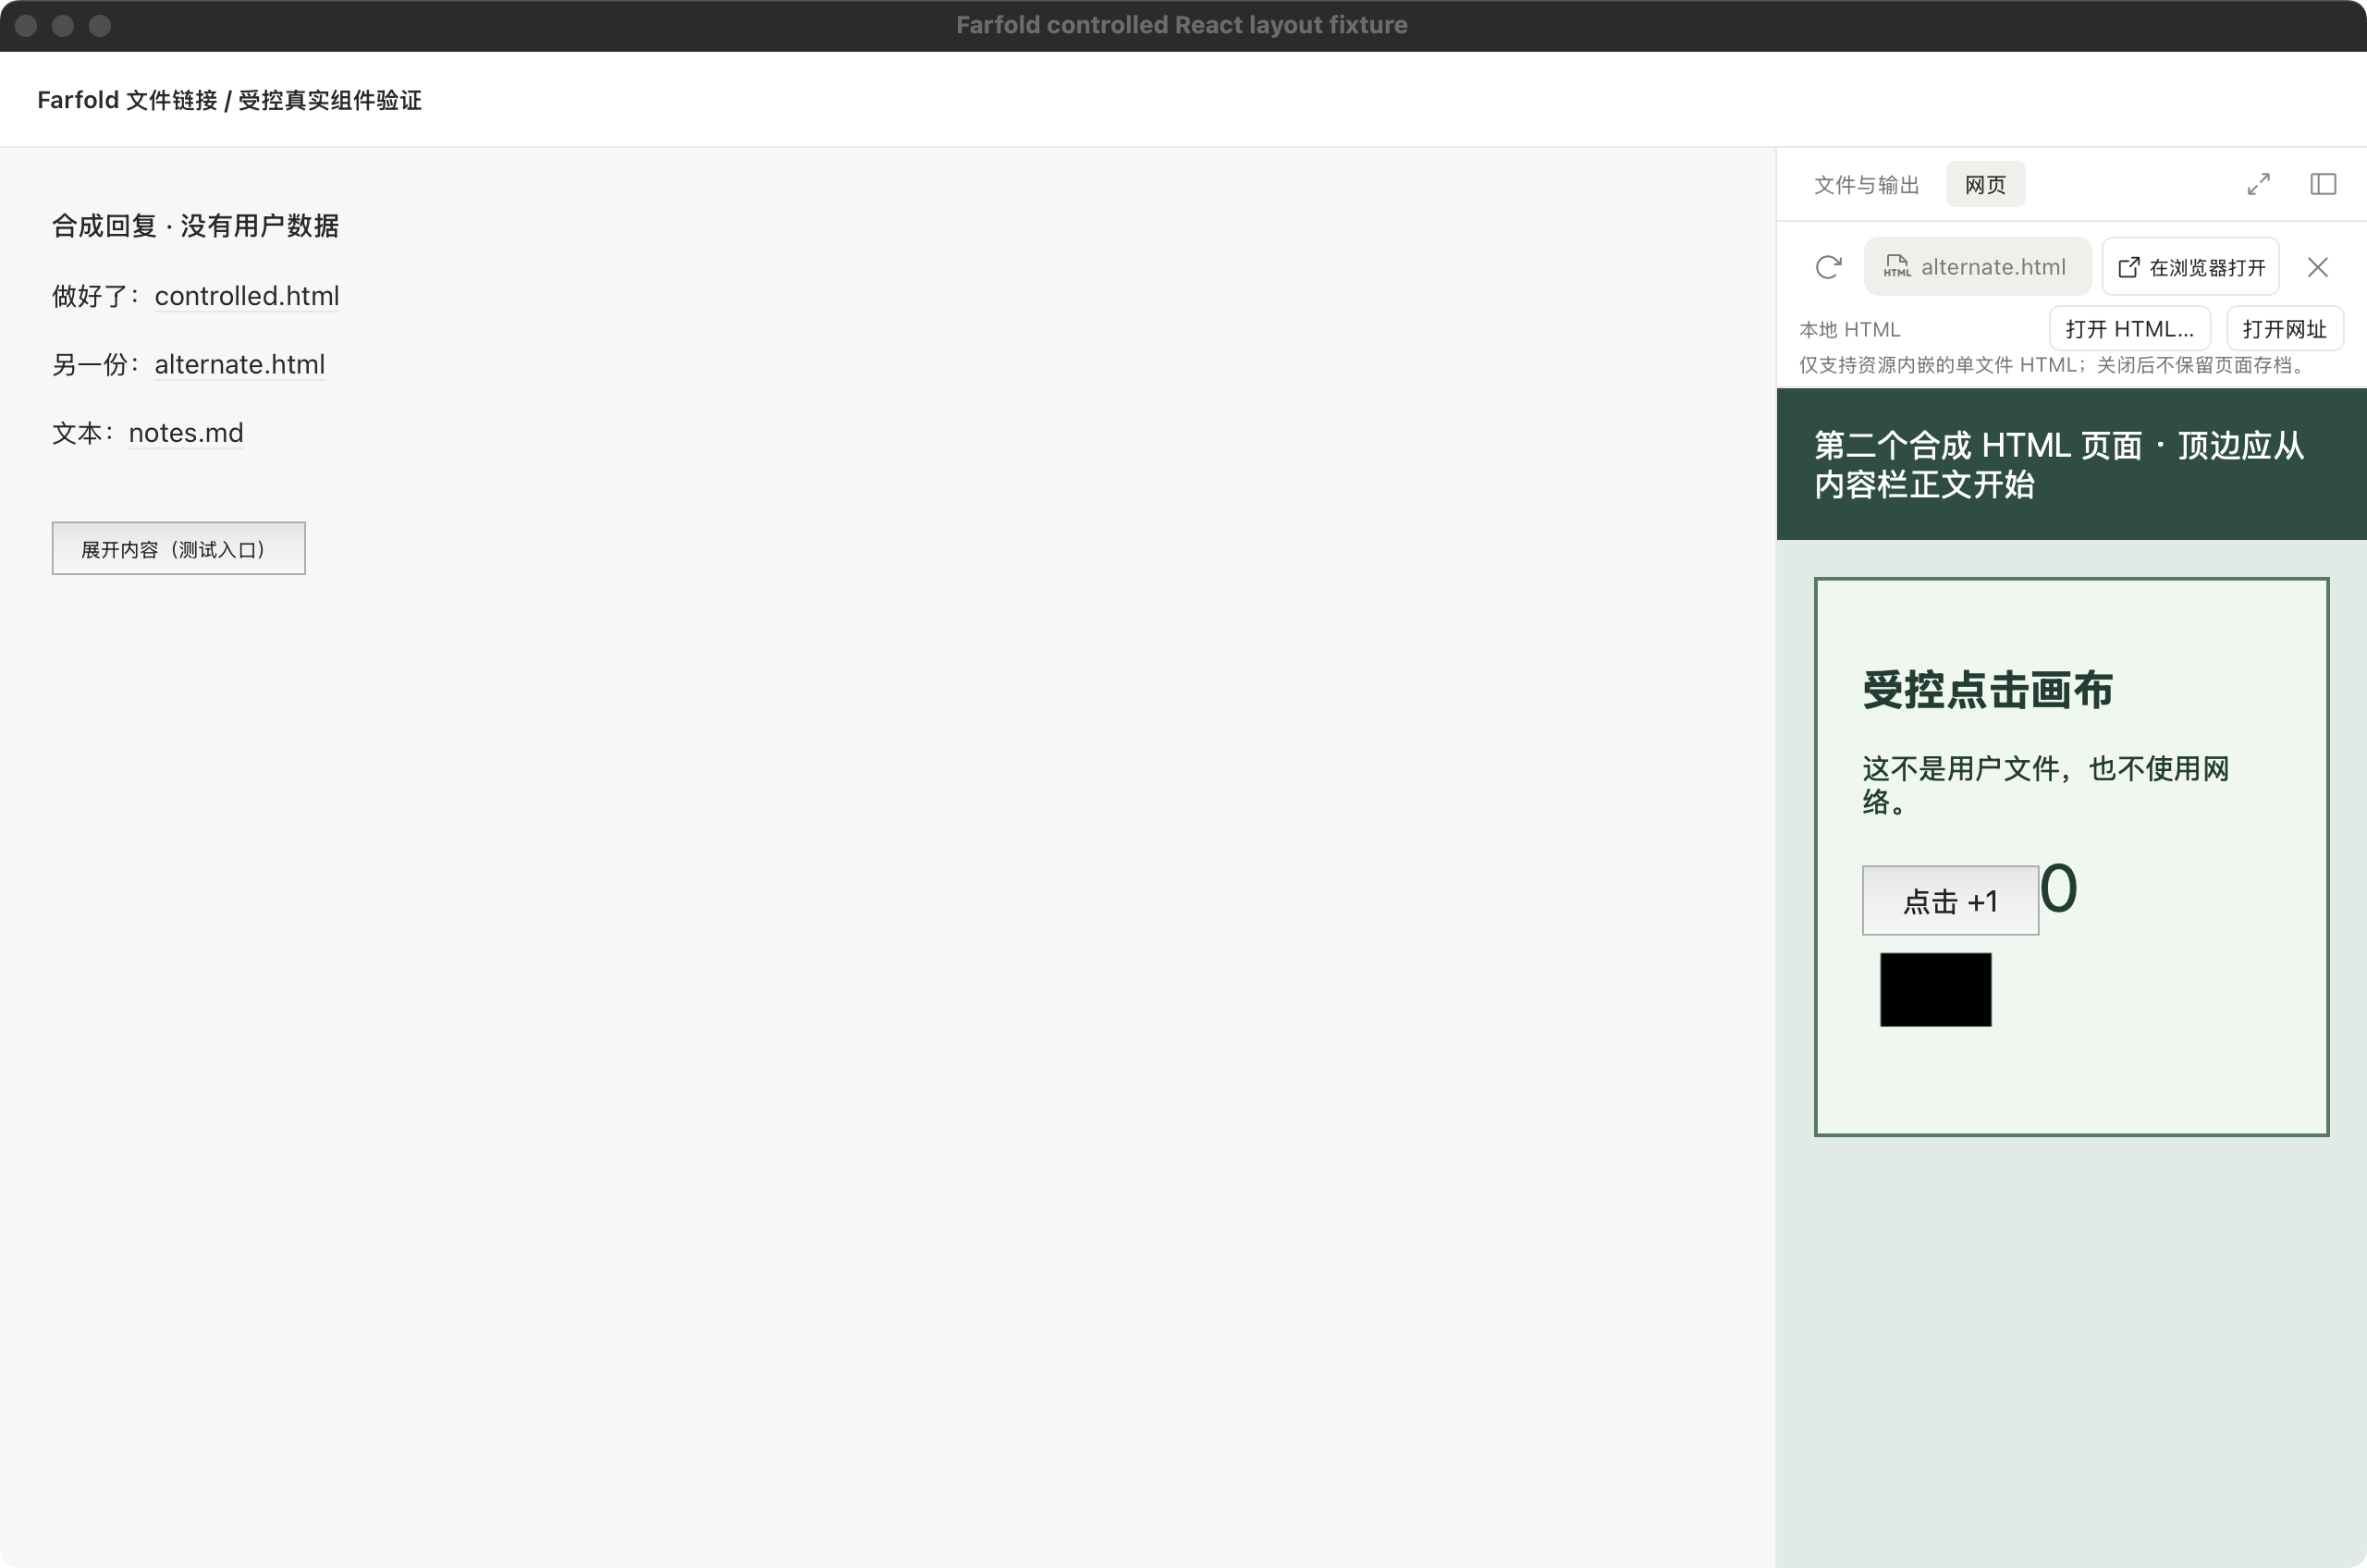 Farfold controlled React layout fixture
Farfold 文件链接 / 受控真实组件验证
合成回复 · 没有用户数据
做好了： controlled.html
另一份： alternate.html
文本： notes.md
展开内容（测试入口）
文件与输出 网页
HTML alternate.html 在浏览器打开
本地 HTML 打开 HTML... 打开网址
仅支持资源内嵌的单文件 HTML；关闭后不保留页面存档。
第二个合成 HTML 页面 · 顶边应从
内容栏正文开始
受控点击画布
这不是用户文件，也不使用网
络。
点击 +1 0